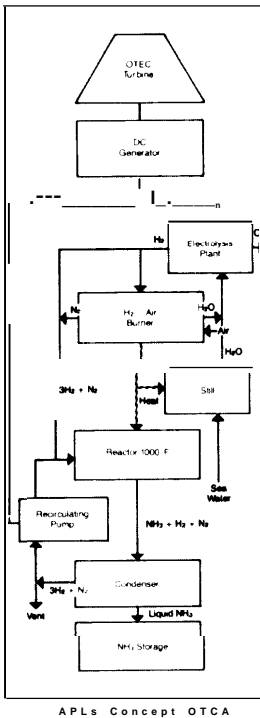 OTEC
Turbine
DC
Generator
H₂
Electrolysis
Plant
N₂
H₂ Air
Burner
H₂O
Air
H₂O
3H₂ + N₂
Heat
Still
Reactor 1000 F
Sea
Water
Recirculating
Pump
NH₃ + H₂ + N₂
3H₂ + N₂
Condenser
Vent
Liquid NH₃
NH₃ Storage
APLs Concept OTCA